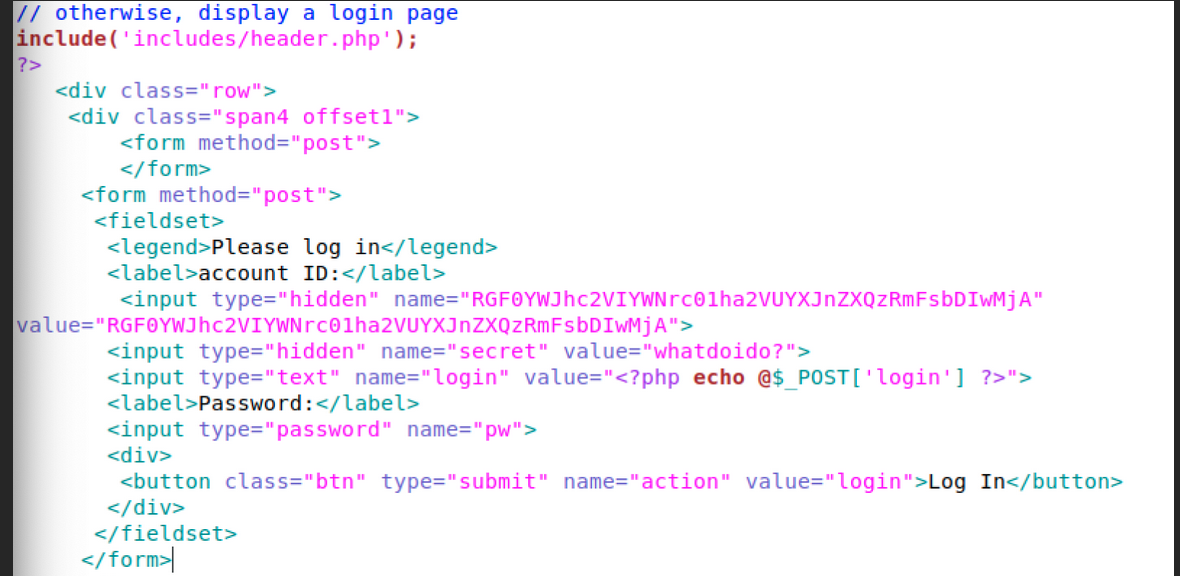 // otherwise, display a login page
include('includes/header.php');
?>
<div class="row">
<div class="span4 offset1">
<form method="post">
</form>
<form method="post">
<fieldset>
<legend>Please log in</legend>
<label>account ID:</label>
<input type="hidden" name="RGF0YWJhc2VIYWNrc01ha2VUYXJnZXQzRmFsbDIwMjA"
value="RGF0YWJhc2VIYWNrc01ha2VUYXJnZXQzRmFsbDIwMjA">
<input type="hidden" name="secret" value="whatdoido?">
<input type="text" name="login" value="<?php echo @$_POST['login'] ?>">
<label>Password:</label>
<input type="password" name="pw">
<div>
<button class="btn" type="submit" name="action" value="login">Log In</button>
</div>
</fieldset>
</form>